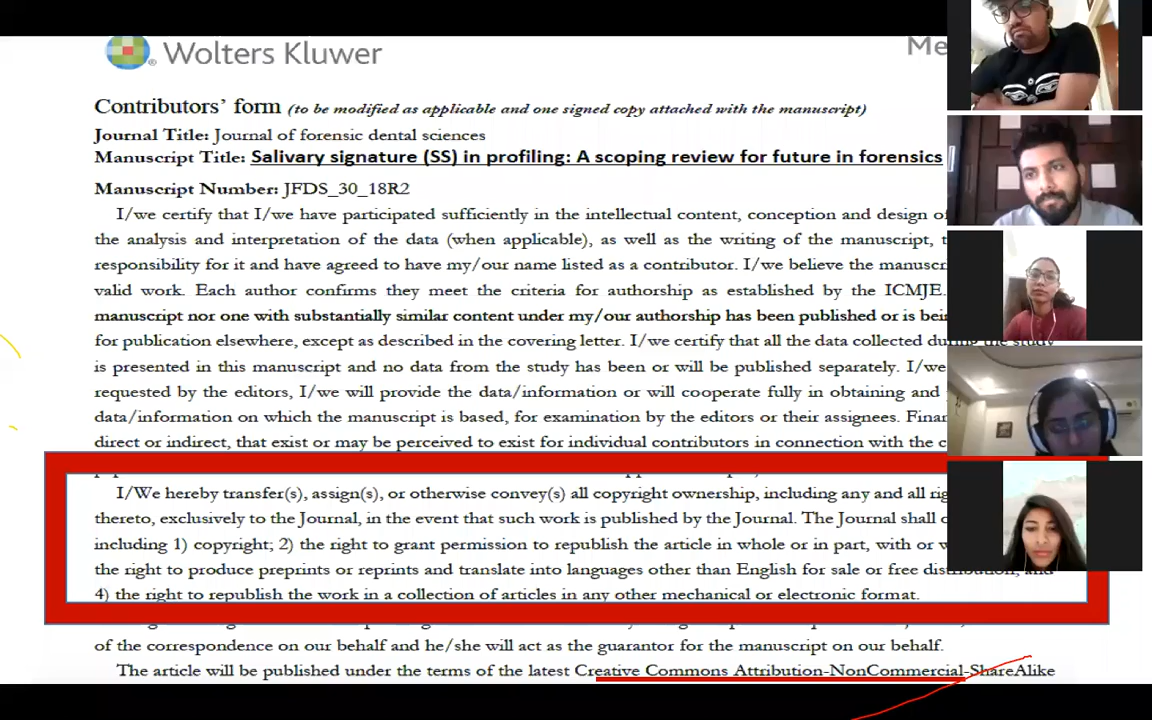 Wolters Kluwer
Me
Contributors' form (to be modified as applicable and one signed copy attached with the manuscript)
Journal Title: Journal of forensic dental sciences
Manuscript Title: Salivary signature (SS) in profiling: A scoping review for future in forensics
Manuscript Number: JFDS_30_18R2
I/we certify that I/we have participated sufficiently in the intellectual content, conception and design of
the analysis and interpretation of the data (when applicable), as well as the writing of the manuscript, t
responsibility for it and have agreed to have my/our name listed as a contributor. I/we believe the manusc
valid work. Each author confirms they meet the criteria for authorship as established by the ICMJE.
manuscript nor one with substantially similar content under my/our authorship has been published or is bei
for publication elsewhere, except as described in the covering letter. I/we certify that all the data collected during the study
is presented in this manuscript and no data from the study has been or will be published separately. I/we
requested by the editors, I/we will provide the data/information or will cooperate fully in obtaining and
data/information on which the manuscript is based, for examination by the editors or their assignees. Finan
direct or indirect, that exist or may be perceived to exist for individual contributors in connection with the c
I/We hereby transfer(s), assign(s), or otherwise convey(s) all copyright ownership, including any and all rig
thereto, exclusively to the Journal, in the event that such work is published by the Journal. The Journal shall
including 1) copyright; 2) the right to grant permission to republish the article in whole or in part, with or w
the right to produce preprints or reprints and translate into languages other than English for sale or free distribution; and
4) the right to republish the work in a collection of articles in any other mechanical or electronic format.
of the correspondence on our behalf and he/she will act as the guarantor for the manuscript on our behalf.
The article will be published under the terms of the latest Creative Commons Attribution-NonCommercial-ShareAlike